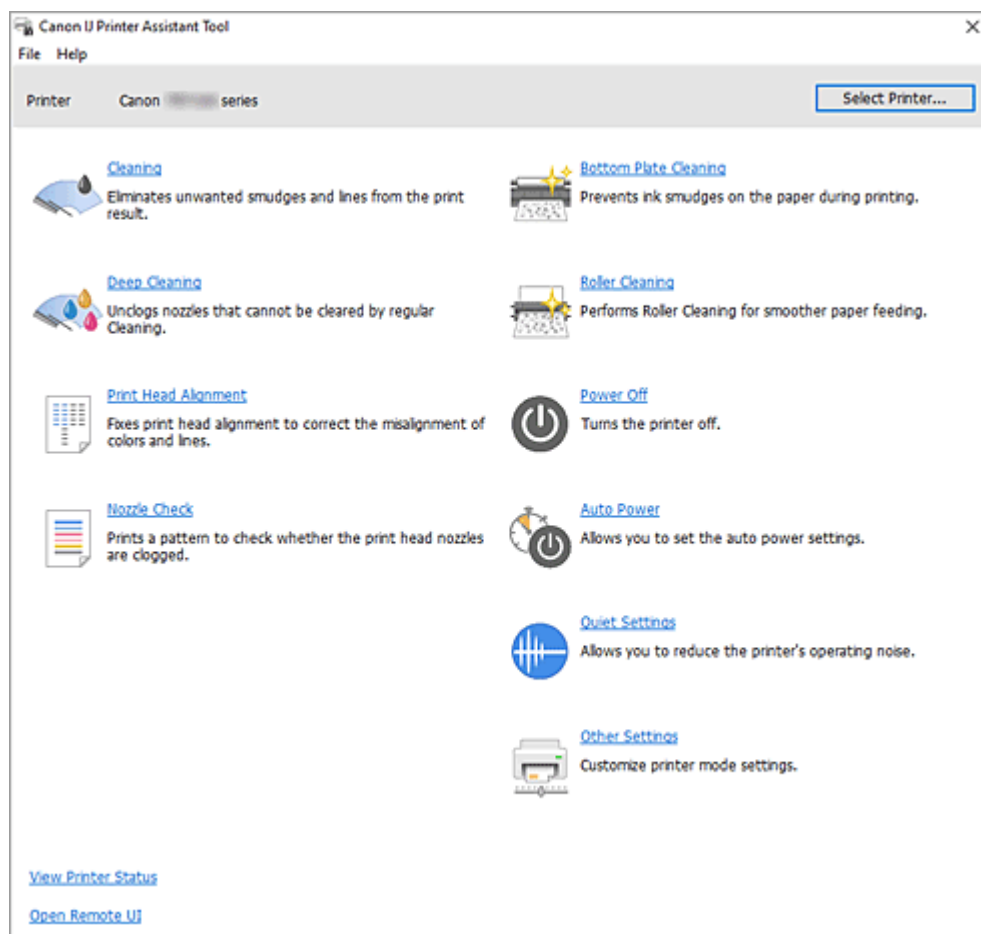 Canon IJ Printer Assistant Tool
File Help
Printer Canon series
Select Printer...
Cleaning
Eliminates unwanted smudges and lines from the print
result.
Deep Cleaning
Unclogs nozzles that cannot be cleared by regular
Cleaning.
Print Head Alignment
Fixes print head alignment to correct the misalignment of
colors and lines.
Nozzle Check
Prints a pattern to check whether the print head nozzles
are clogged.
Bottom Plate Cleaning
Prevents ink smudges on the paper during printing.
Roller Cleaning
Performs Roller Cleaning for smoother paper feeding.
Power Off
Turns the printer off.
Auto Power
Allows you to set the auto power settings.
Quiet Settings
Allows you to reduce the printer's operating noise.
Other Settings
Customize printer mode settings.
View Printer Status
Open Remote UI